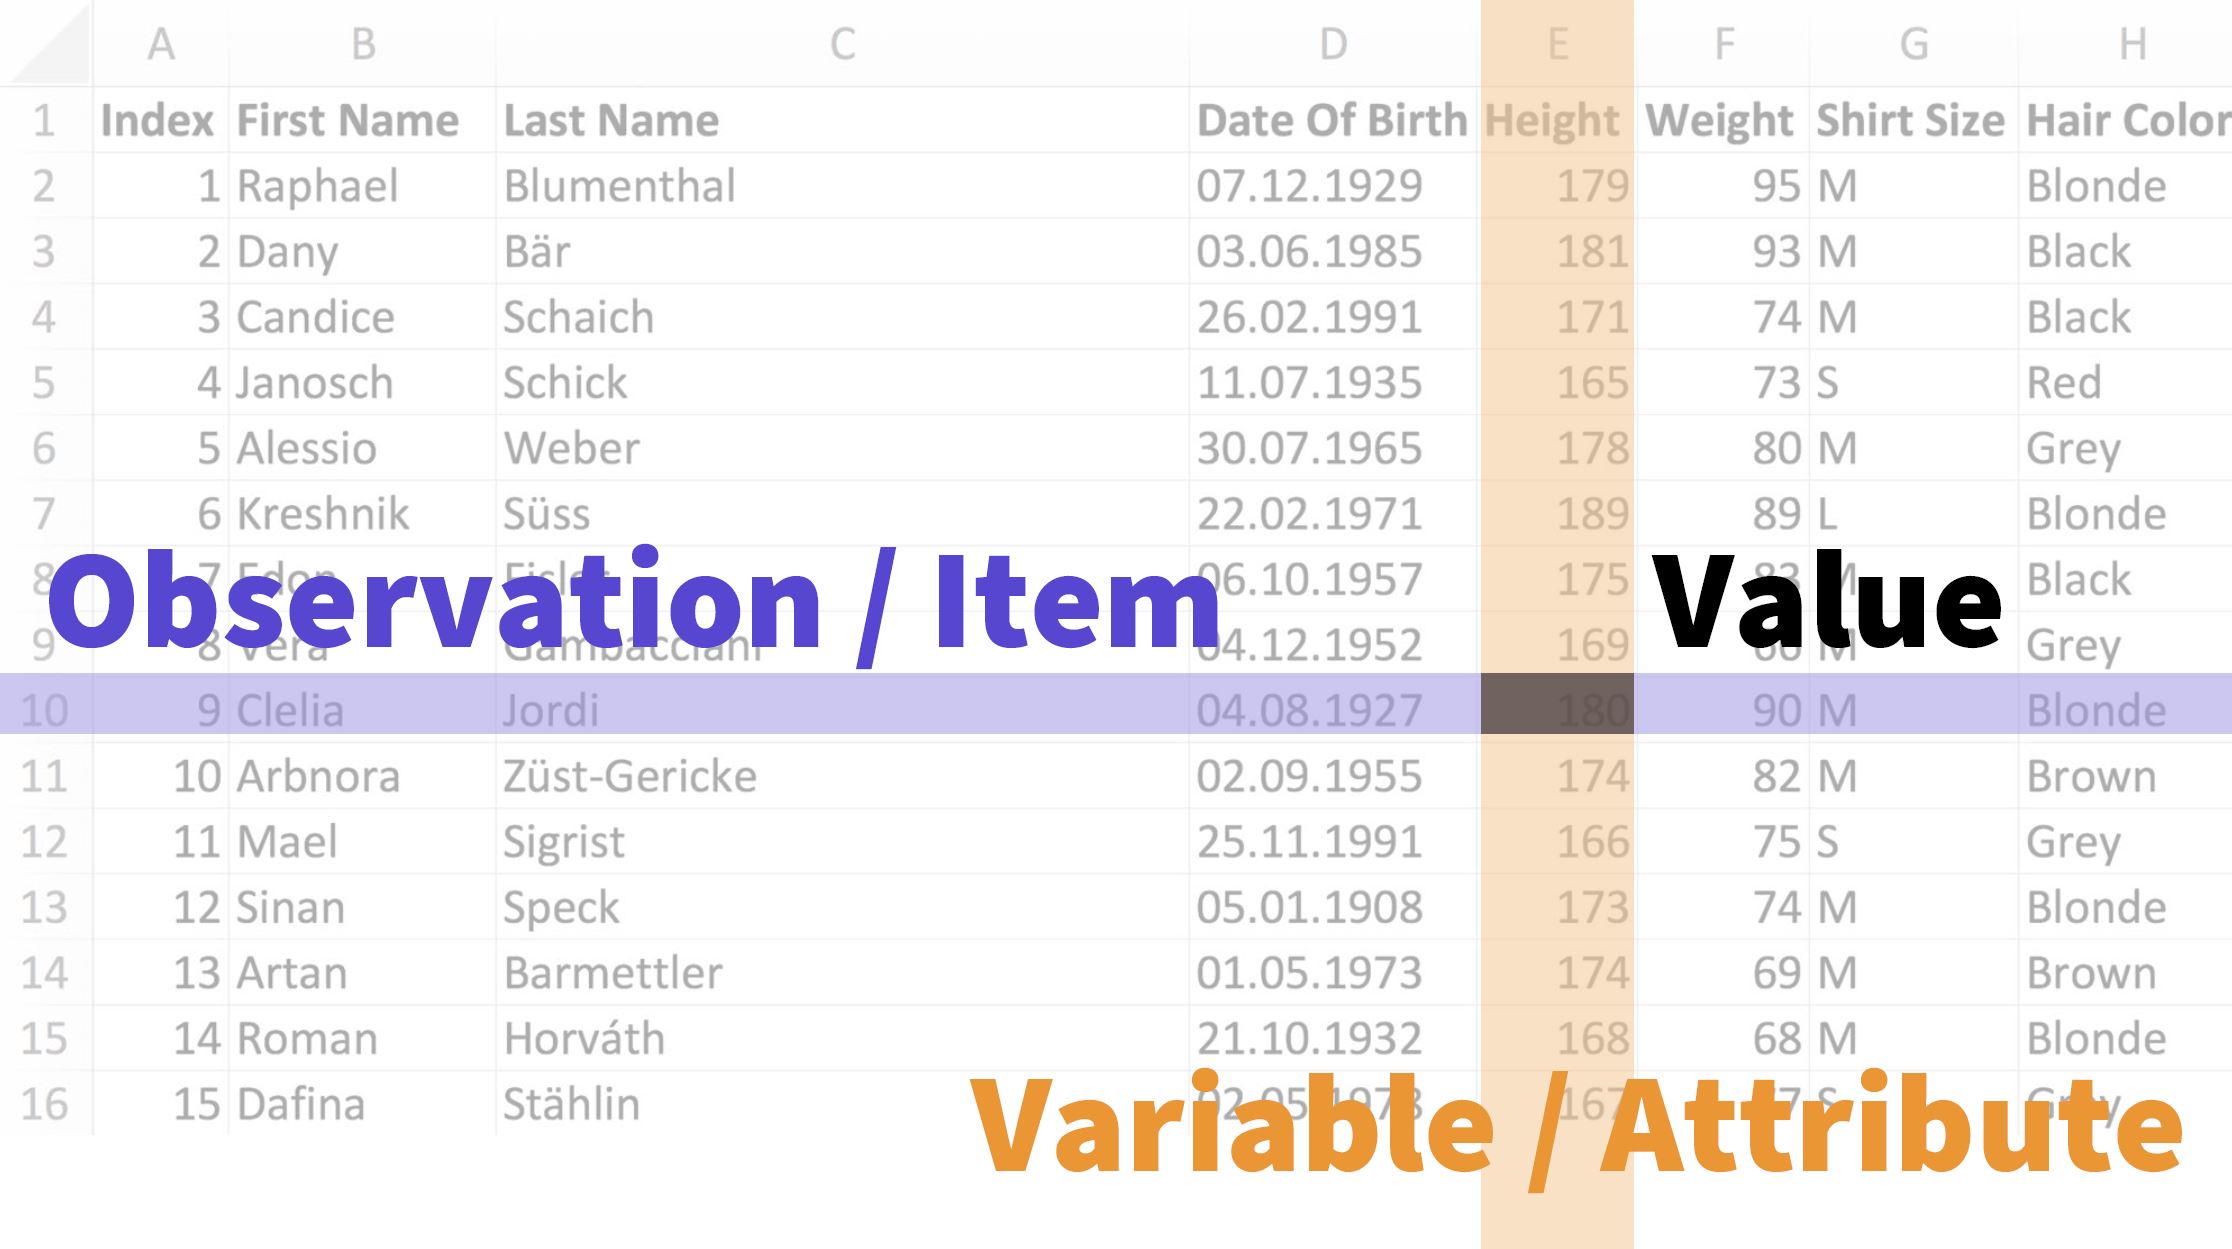 A B C D E F G H
1 Index First Name Last Name Date Of Birth Height Weight Shirt Size Hair Color
2 1 Raphael Blumenthal 07.12.1929 179 95 M Blonde
3 2 Dany Bär 03.06.1985 181 93 M Black
4 3 Candice Schaich 26.02.1991 171 74 M Black
5 4 Janosch Schick 11.07.1935 165 73 S Red
6 5 Alessio Weber 30.07.1965 178 80 M Grey
7 6 Kreshnik Süss 22.02.1971 189 89 L Blonde
8 7 Edon 06.10.1957 175 83 M Black
Observation / Item Value
9 8 Vera Gambacciani 04.12.1952 169 M Grey
10 9 Clelia Jordi 04.08.1927 180 90 M Blonde
11 10 Arbnora Züst-Gericke 02.09.1955 174 82 M Brown
12 11 Mael Sigrist 25.11.1991 166 75 S Grey
13 12 Sinan Speck 05.01.1908 173 74 M Blonde
14 13 Artan Barmettler 01.05.1973 174 69 M Brown
15 14 Roman Horváth 21.10.1932 168 68 M Blonde
16 15 Dafina Stählin 167 S Grey
Variable / Attribute